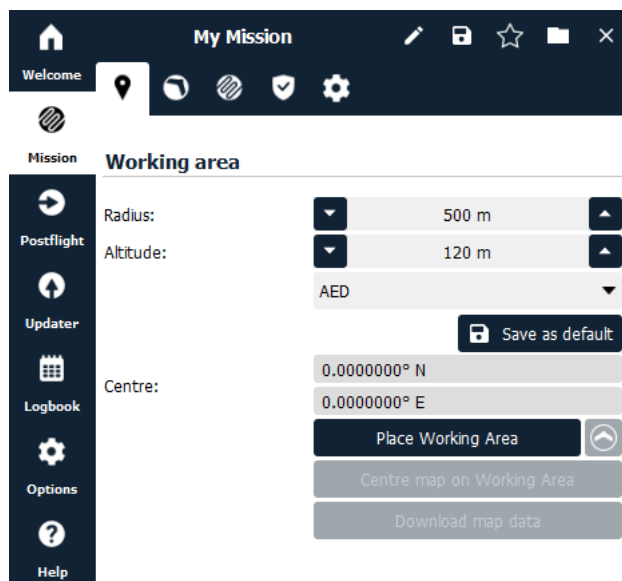 My Mission
Welcome
Mission
Working area
Postflight
Radius:
500 m
Altitude:
120 m
AED
Updater
Save as default
Logbook
Centre:
0.0000000° N
0.0000000° E
Options
Place Working Area
Centre map on Working Area
Download map data
Help